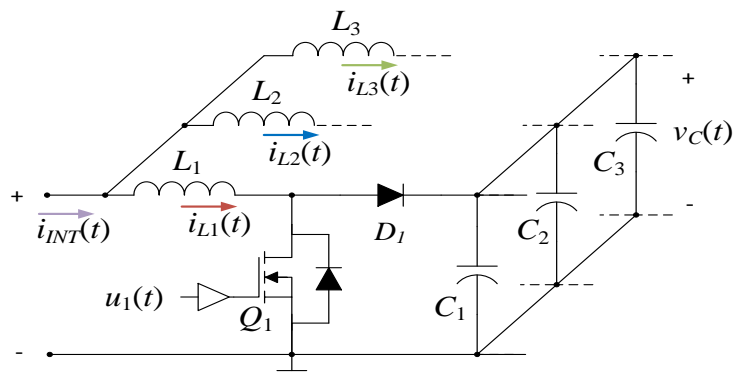 L3
iL3(t)
L2
iL2(t)
L1
+
iINT(t)
iL1(t)
D1
u1(t)
Q1
C1
C2
C3
+
vC(t)
-
-